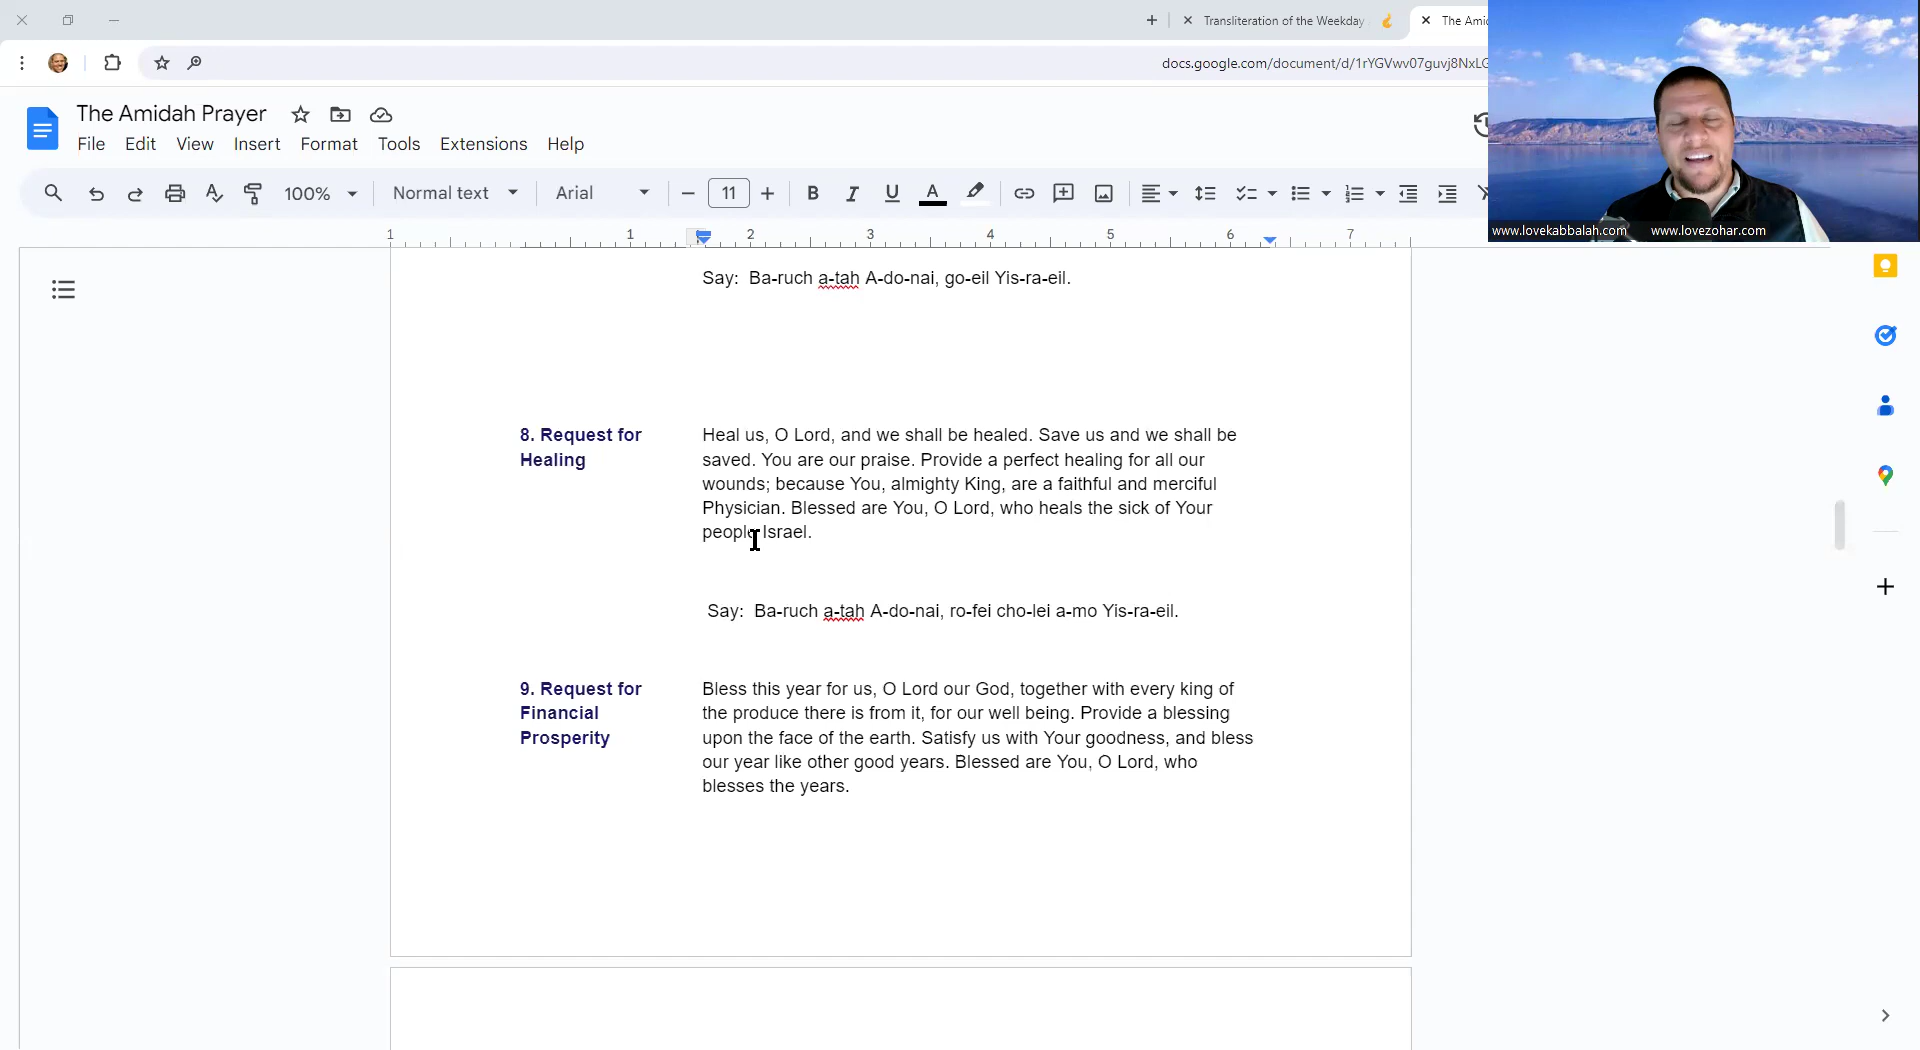 Transliteration of the Weekday
The Amid
docs.google.com/document/d/1rYGVwv07guvj8NxLG
The Amidah Prayer
File Edit View Insert Format Tools Extensions Help
100% Normal text Arial 11 B I U A
1 1 2 3 4 5 6 7
www.lovekabbalah.com www.lovezohar.com
Say: Ba-ruch a-tah A-do-nai, go-eil Yis-ra-eil.
8. Request for
Healing
Heal us, O Lord, and we shall be healed. Save us and we shall be
saved. You are our praise. Provide a perfect healing for all our
wounds; because You, almighty King, are a faithful and merciful
Physician. Blessed are You, O Lord, who heals the sick of Your
people Israel.
Say: Ba-ruch a-tah A-do-nai, ro-fei cho-lei a-mo Yis-ra-eil.
9. Request for
Financial
Prosperity
Bless this year for us, O Lord our God, together with every king of
the produce there is from it, for our well being. Provide a blessing
upon the face of the earth. Satisfy us with Your goodness, and bless
our year like other good years. Blessed are You, O Lord, who
blesses the years.